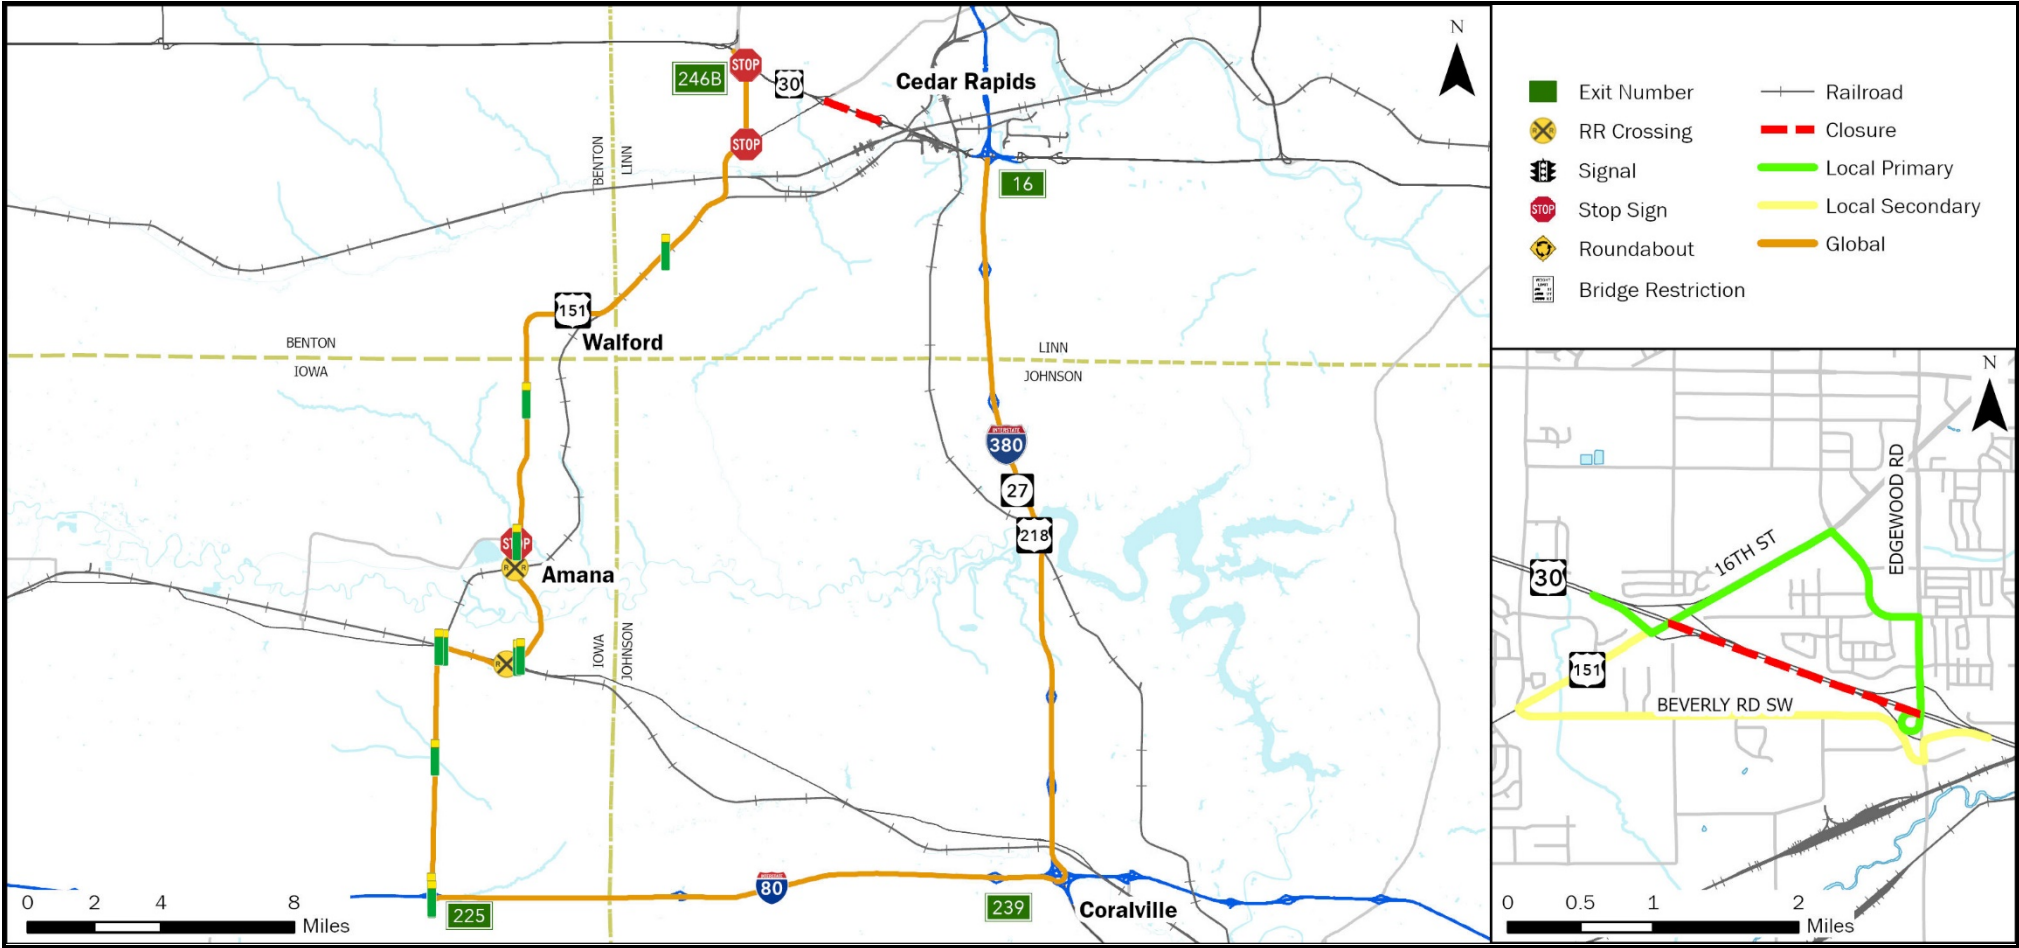 STOP
246B
30
Cedar Rapids
N
STOP
BENTON
LINN
16
151
Walford
BENTON
IOWA
LINN
JOHNSON
INTERSTATE
380
27
218
STOP
R R
Amana
IOWA
JOHNSON
R
INTERSTATE
80
225
239
Coralville
0 2 4 8
Miles
Exit Number
R R
RR Crossing
Signal
STOP
Stop Sign
Roundabout
Bridge Restriction
Railroad
Closure
Local Primary
Local Secondary
Global
N
EDGEWOOD RD
16TH ST
30
151
BEVERLY RD SW
0 0.5 1 2
Miles